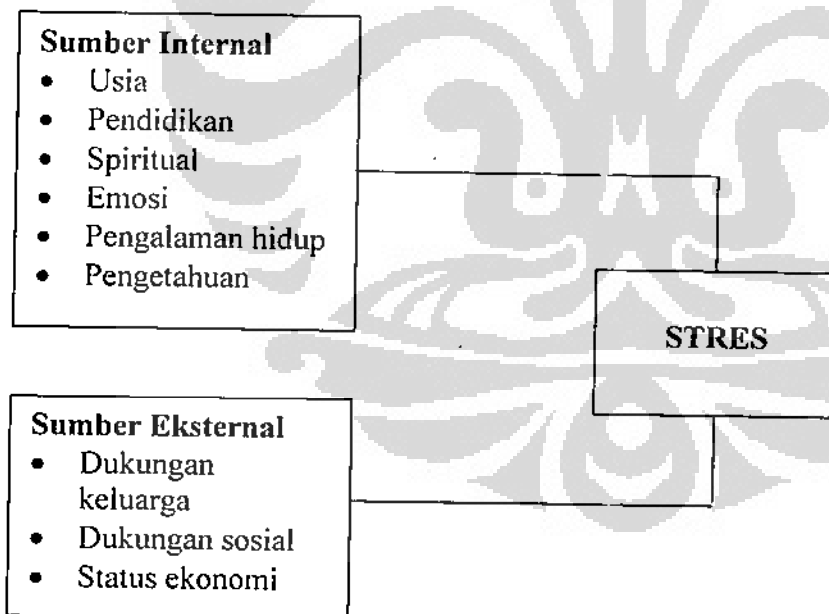 Sumber Internal
• Usia
• Pendidikan
• Spiritual
• Emosi
• Pengalaman hidup
• Pengetahuan
STRES
Sumber Eksternal
• Dukungan
keluarga
• Dukungan sosial
• Status ekonomi